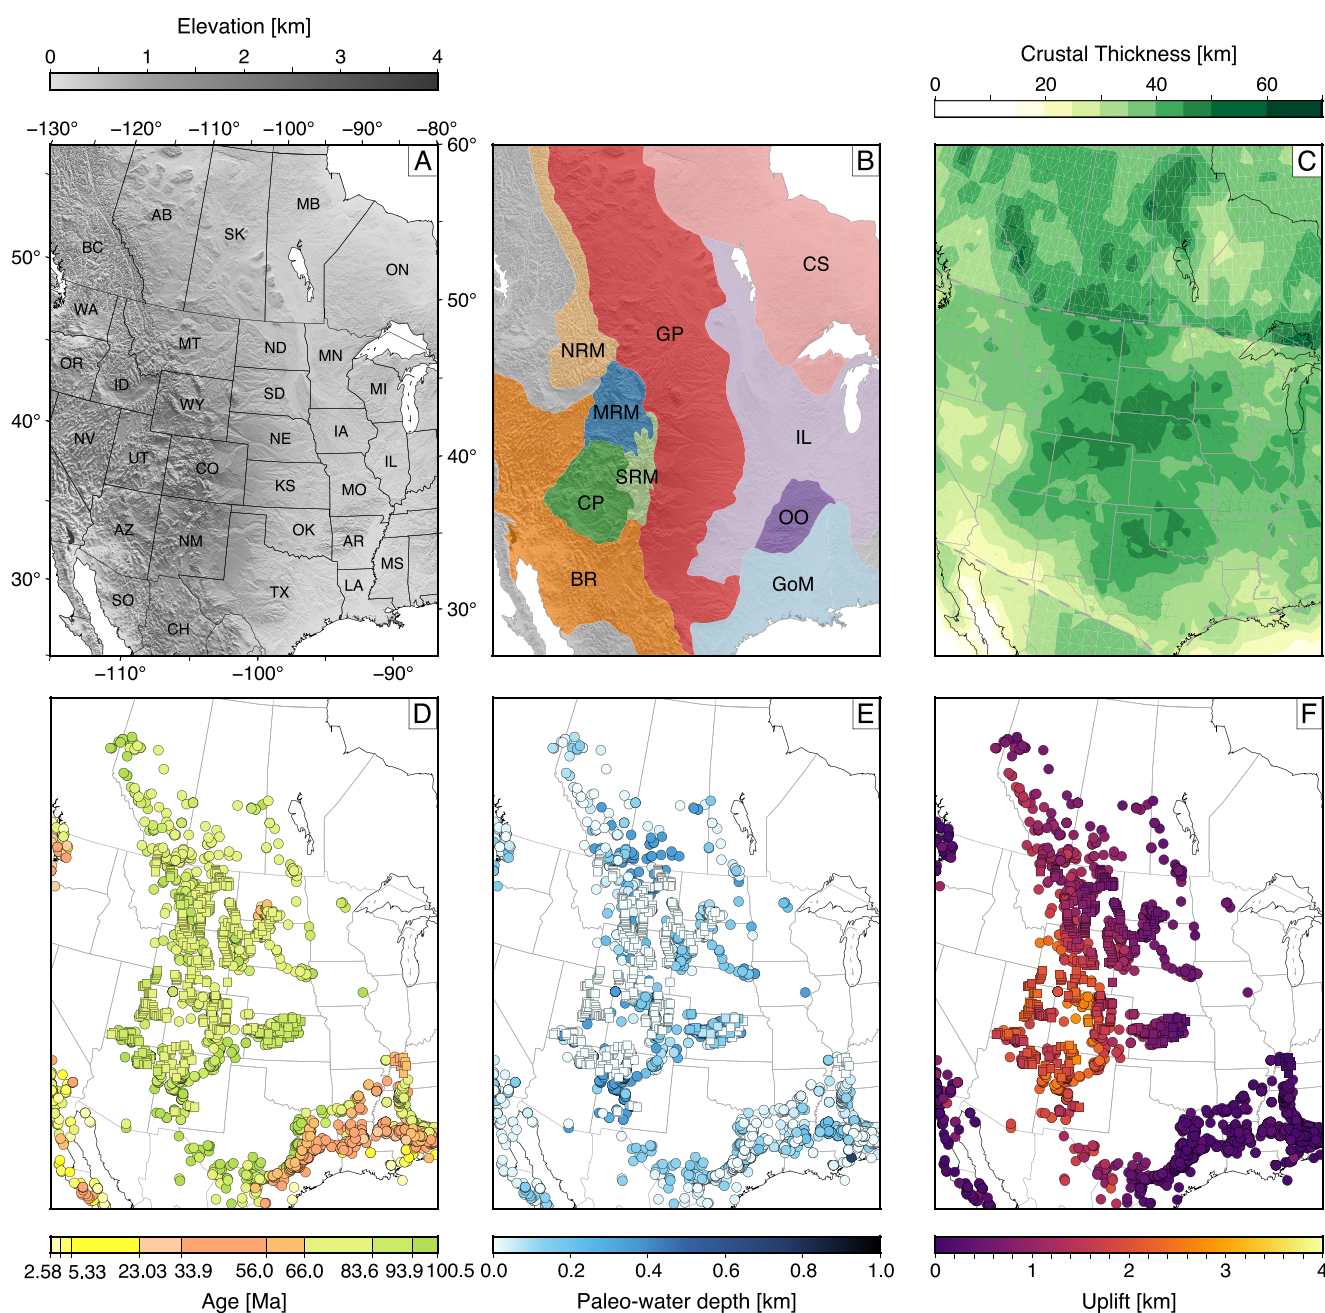 Elevation [km]
0 1 2 3 4
Crustal Thickness [km]
0 20 40 60
−130° −120° −110° −100° −90° −80°
60°
50°
40°
30°
50°
40°
30°
−110° −100° −90°
A
BC
AB
SK
MB
ON
WA
OR
ID
MT
ND
MN
SD
WY
MI
NV
UT
CO
NE
IA
IL
KS
MO
AZ
NM
OK
AR
MS
LA
TX
SO
CH
B
CS
GP
NRM
MRM
IL
SRM
CP
OO
BR
GoM
C
D
E
F
2.58 5.33 23.03 33.9 56.0 66.0 83.6 93.9 100.5
Age [Ma]
0.0 0.2 0.4 0.6 0.8 1.0
Paleo-water depth [km]
0 1 2 3 4
Uplift [km]